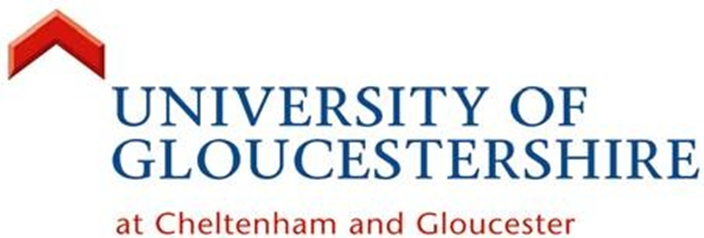 UNIVERSITY OF
GLOUCESTERSHIRE
at Cheltenham and Gloucester